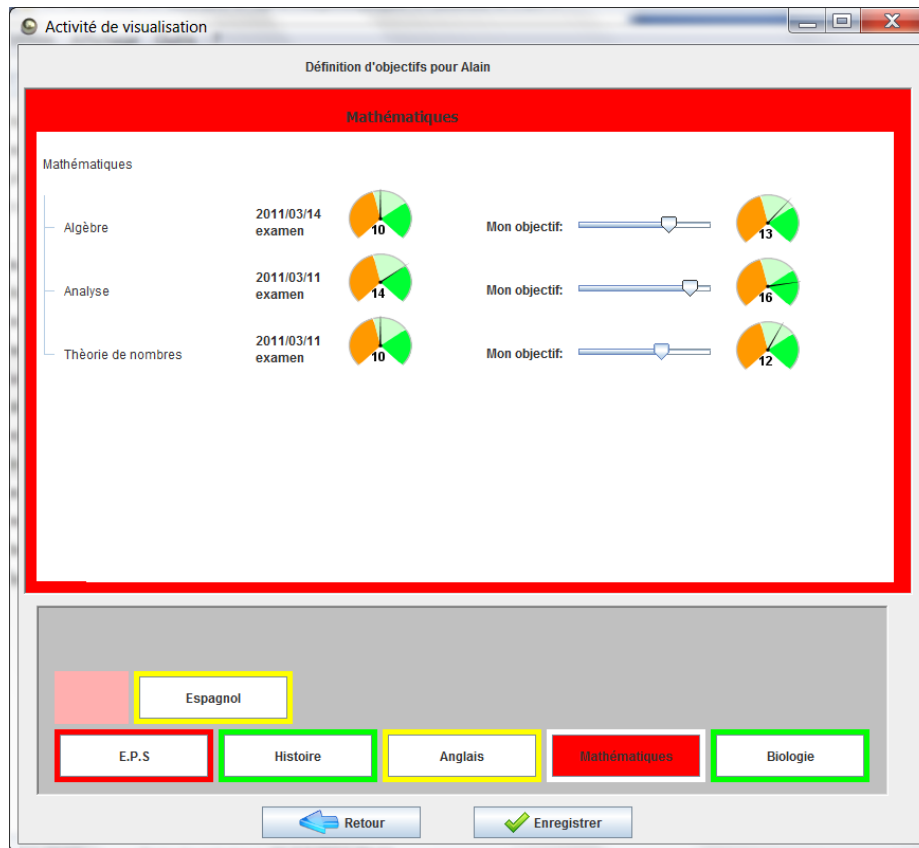 Activité de visualisation
Définition d'objectifs pour Alain
Mathématiques
Mathématiques
Algèbre 2011/03/14 examen 10 Mon objectif: 13
Analyse 2011/03/11 examen 14 Mon objectif: 16
Thèorie de nombres 2011/03/11 examen 10 Mon objectif: 12
Espagnol
E.P.S Histoire Anglais Mathématiques Biologie
Retour Enregistrer